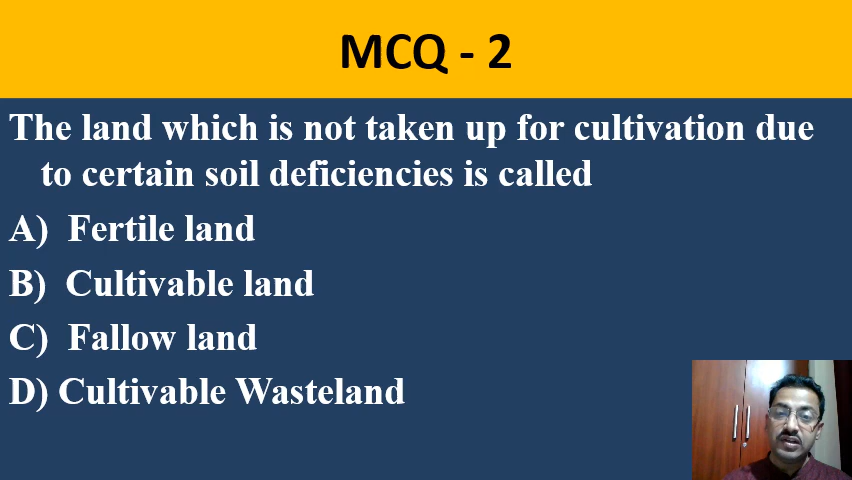 MCQ - 2
The land which is not taken up for cultivation due
to certain soil deficiencies is called
A) Fertile land
B) Cultivable land
C) Fallow land
D) Cultivable Wasteland